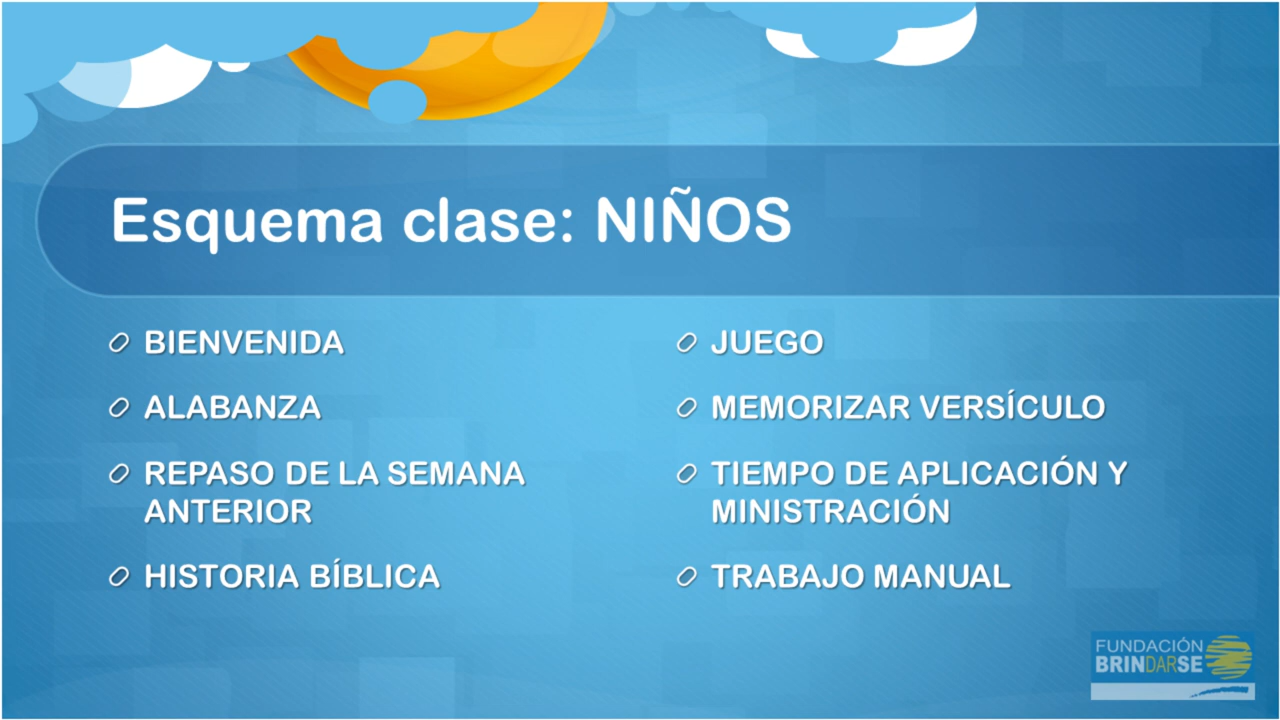 Esquema clase: NIÑOS
BIENVENIDA
ALABANZA
REPASO DE LA SEMANA
ANTERIOR
HISTORIA BÍBLICA
JUEGO
MEMORIZAR VERSÍCULO
TIEMPO DE APLICACIÓN Y
MINISTRACIÓN
TRABAJO MANUAL
FUNDACIÓN
BRINDARSE